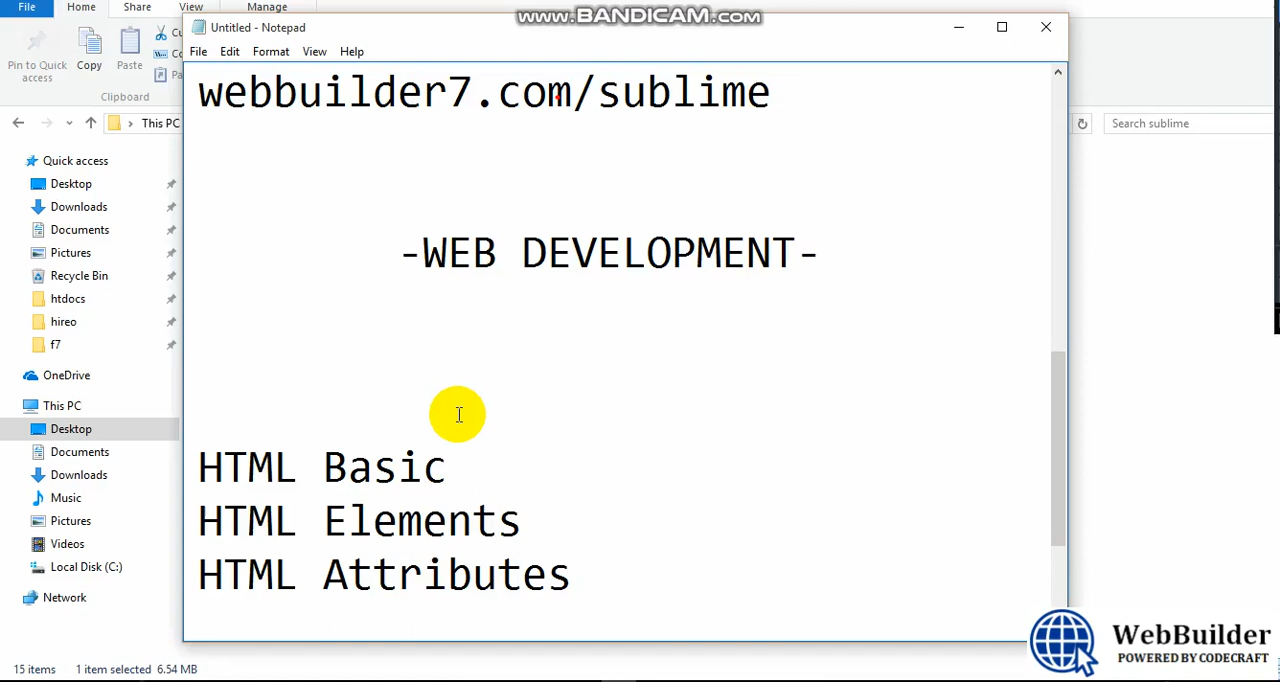 File Home Share View Manage
www.BANDICAM.com
Untitled - Notepad
File Edit Format View Help
Pin to Quick access
Copy
Paste
Cu
Co
Pa
Clipboard
This PC
Search sublime
Quick access
Desktop
Downloads
Documents
Pictures
Recycle Bin
htdocs
hireo
f7
OneDrive
This PC
Desktop
Documents
Downloads
Music
Pictures
Videos
Local Disk (C:)
Network
webbuilder7.com/sublime
-WEB DEVELOPMENT-
HTML Basic
HTML Elements
HTML Attributes
15 items 1 item selected 6.54 MB
WebBuilder
POWERED BY CODECRAFT